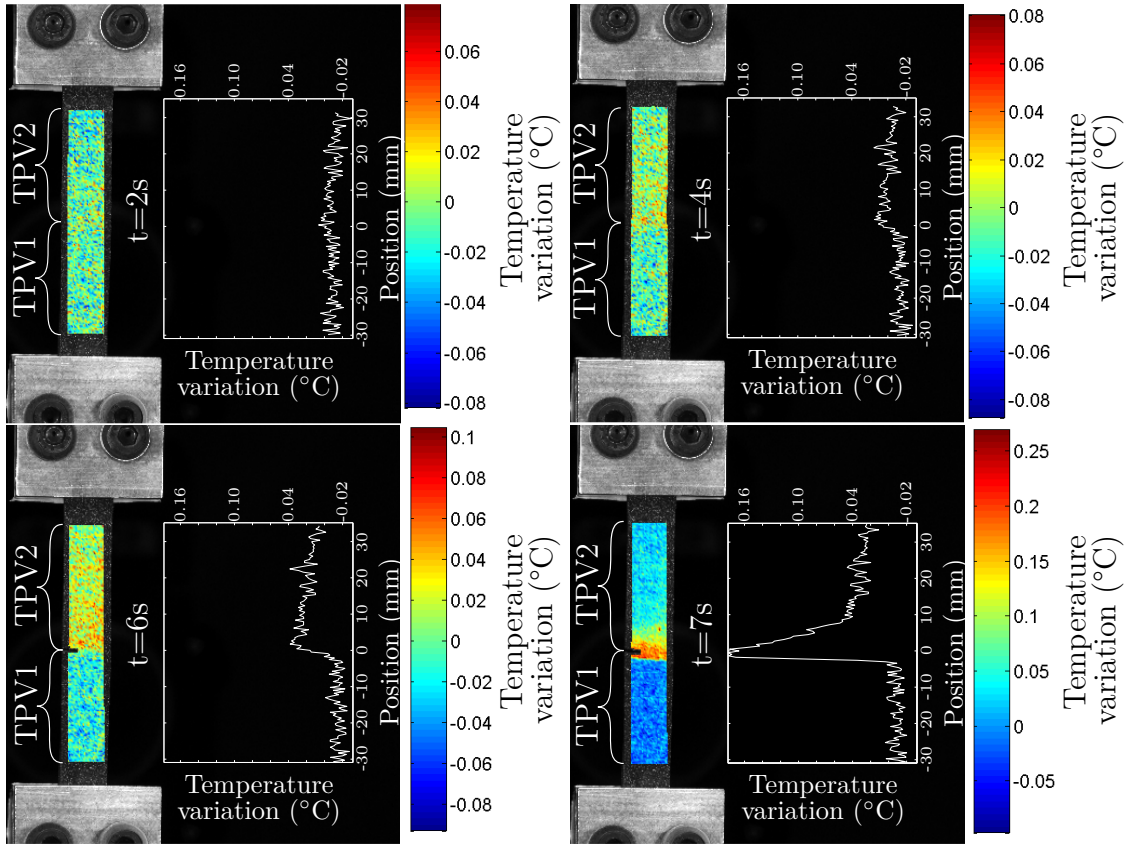 0.16
0.10
0.04
-0.02
30
20
10
0
-10
-20
-30
Position (mm)
Temperature
variation (°C)
TPV2
TPV1
t=2s
0.06
0.04
0.02
0
-0.02
-0.04
-0.06
-0.08
Temperature
variation (°C)
0.16
0.10
0.04
-0.02
30
20
10
0
-10
-20
-30
Position (mm)
Temperature
variation (°C)
TPV2
TPV1
t=4s
0.08
0.06
0.04
0.02
0
-0.02
-0.04
-0.06
-0.08
Temperature
variation (°C)
0.16
0.10
0.04
-0.02
30
20
10
0
-10
-20
-30
Position (mm)
Temperature
variation (°C)
TPV2
TPV1
t=6s
0.1
0.08
0.06
0.04
0.02
0
-0.02
-0.04
-0.06
-0.08
Temperature
variation (°C)
0.16
0.10
0.04
-0.02
30
20
10
0
-10
-20
-30
Position (mm)
Temperature
variation (°C)
TPV2
TPV1
t=7s
0.25
0.20
0.15
0.10
0.05
0
-0.05
Temperature
variation (°C)